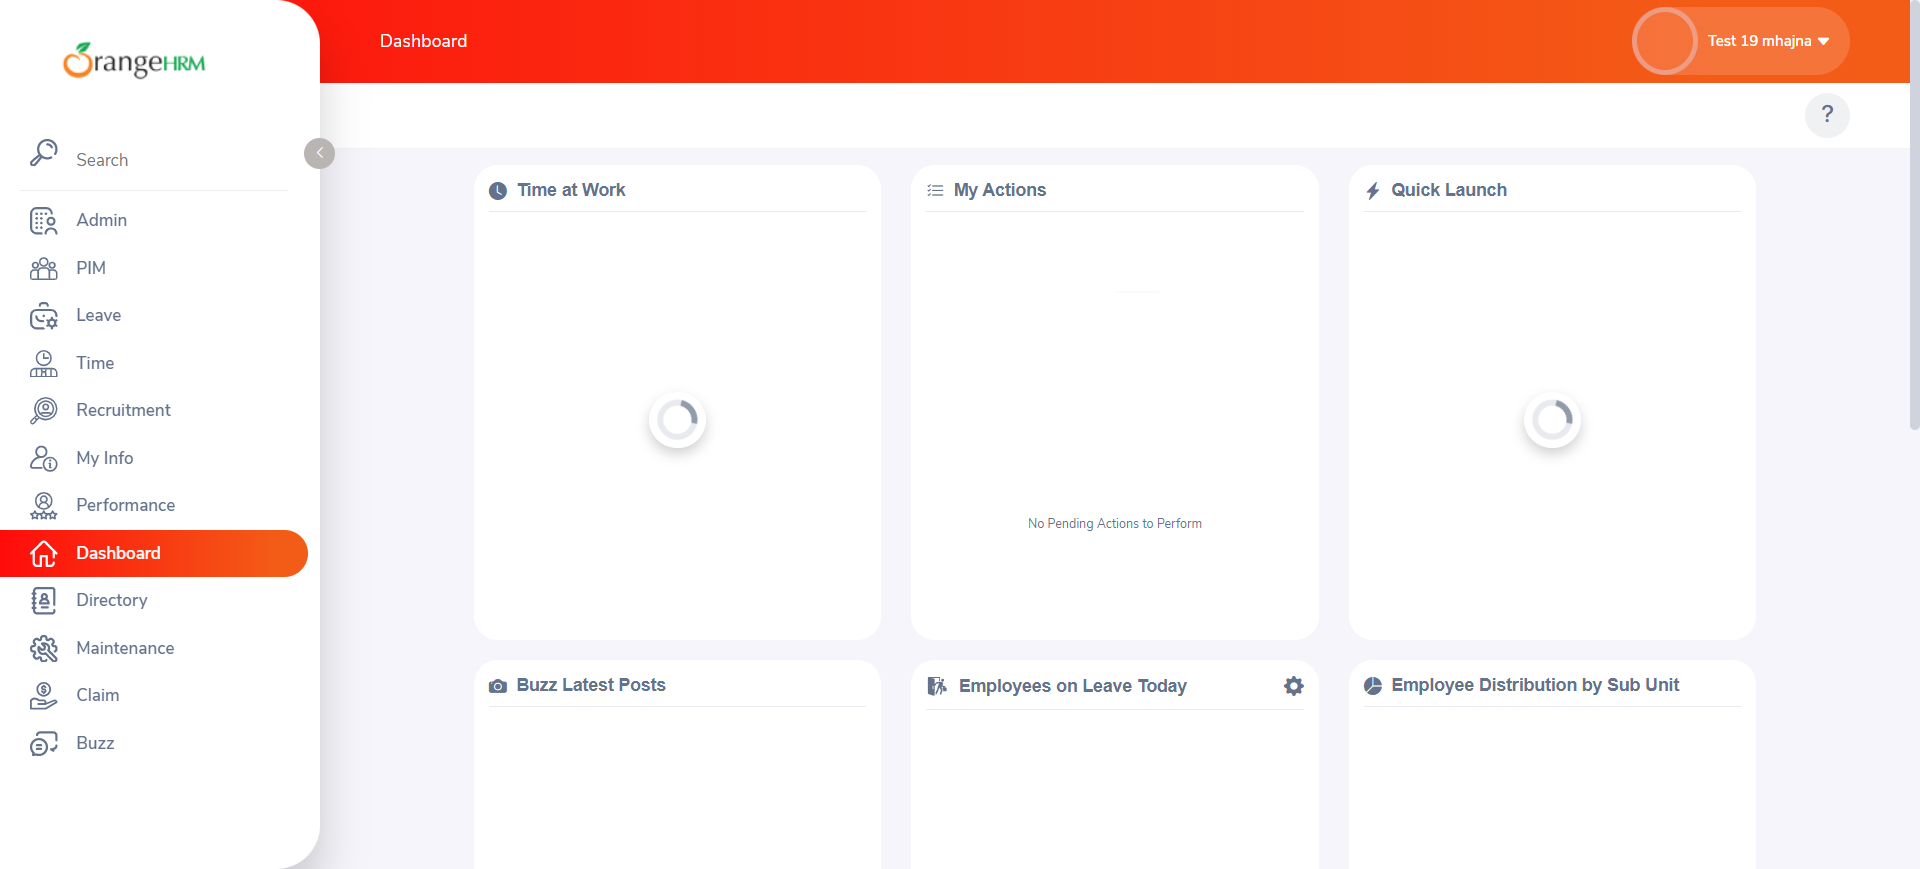 OrangeHRM
Dashboard
Test 19 mhajna
?
Search
Admin
PIM
Leave
Time
Recruitment
My Info
Performance
Dashboard
Directory
Maintenance
Claim
Buzz
Time at Work
My Actions
No Pending Actions to Perform
Quick Launch
Buzz Latest Posts
Employees on Leave Today
Employee Distribution by Sub Unit